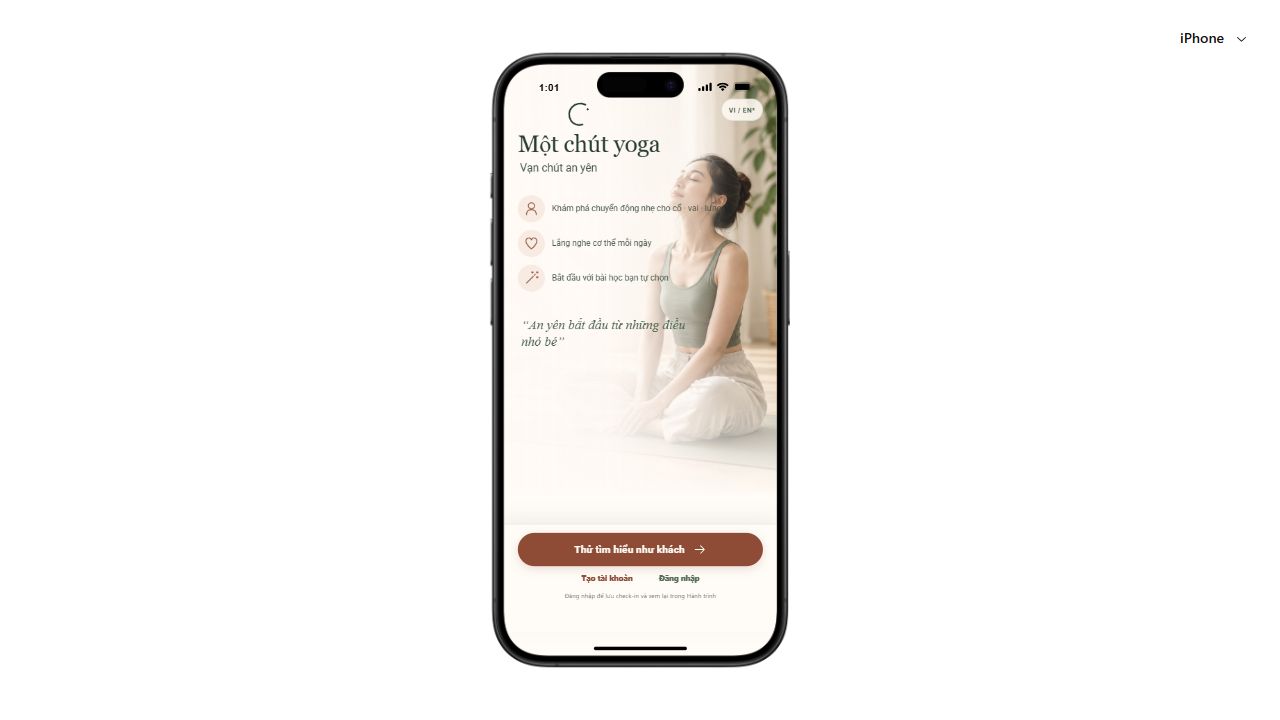 iPhone
1:01
VI / EN*
Một chút yoga
Vạn chút an yên
Khám phá chuyển động nhẹ cho cổ · vai · lưng
Lắng nghe cơ thể mỗi ngày
Bắt đầu với bài học bạn tự chọn
“An yên bắt đầu từ những điều
nhỏ bé”
Thử tìm hiểu như khách →
Tạo tài khoản
Đăng nhập
Đăng nhập để lưu check-in và xem lại trong Hành trình